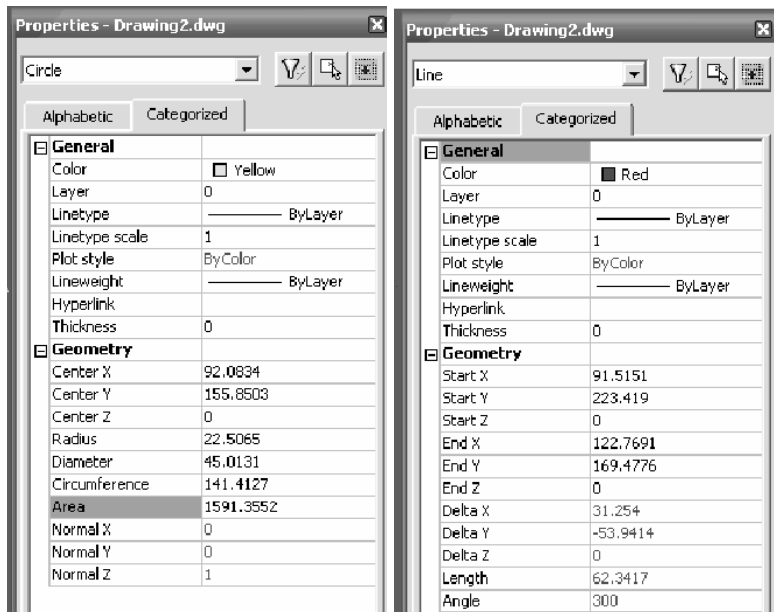 Properties - Drawing2.dwg
Circle
Alphabetic Categorized
General
Color Yellow
Layer 0
Linetype ByLayer
Linetype scale 1
Plot style ByColor
Lineweight ByLayer
Hyperlink
Thickness 0
Geometry
Center X 92.0834
Center Y 155.8503
Center Z 0
Radius 22.5065
Diameter 45.0131
Circumference 141.4127
Area 1591.3552
Normal X 0
Normal Y 0
Normal Z 1
Properties - Drawing2.dwg
Line
Alphabetic Categorized
General
Color Red
Layer 0
Linetype ByLayer
Linetype scale 1
Plot style ByColor
Lineweight ByLayer
Hyperlink
Thickness 0
Geometry
Start X 91.5151
Start Y 223.419
Start Z 0
End X 122.7691
End Y 169.4776
End Z 0
Delta X 31.254
Delta Y -53.9414
Delta Z 0
Length 62.3417
Angle 300